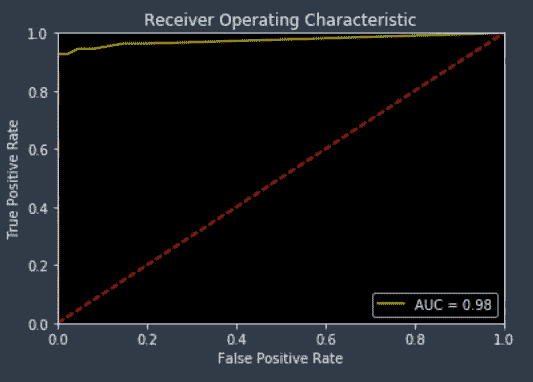 Receiver Operating Characteristic
1.0
0.8
0.6
0.4
0.2
0.0
True Positive Rate
AUC = 0.98
0.0 0.2 0.4 0.6 0.8 1.0
False Positive Rate